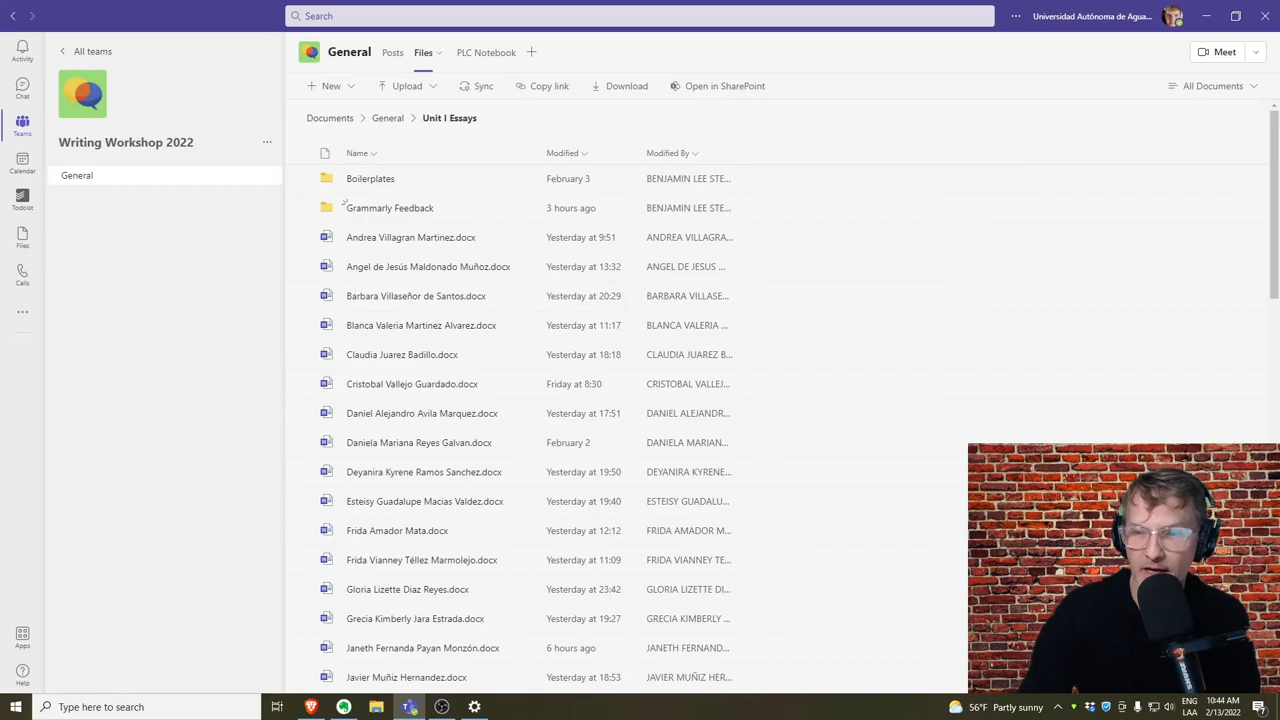 Search
Universidad Autónoma de Agua...
Activity
Chat
Teams
Calendar
Todoist
Files
Calls
Apps
Help
All teams
Writing Workshop 2022
General
General
Posts
Files
PLC Notebook
Meet
New
Upload
Sync
Copy link
Download
Open in SharePoint
All Documents
Documents > General > Unit I Essays
Name Modified Modified By
Boilerplates February 3 BENJAMIN LEE STE...
Grammarly Feedback 3 hours ago BENJAMIN LEE STE...
Andrea Villagran Martinez.docx Yesterday at 9:51 ANDREA VILLAGRA...
Angel de Jesús Maldonado Muñoz.docx Yesterday at 13:32 ANGEL DE JESUS ...
Barbara Villaseñor de Santos.docx Yesterday at 20:29 BARBARA VILLASE...
Blanca Valeria Martinez Alvarez.docx Yesterday at 11:17 BLANCA VALERIA ...
Claudia Juarez Badillo.docx Yesterday at 18:18 CLAUDIA JUAREZ B...
Cristobal Vallejo Guardado.docx Friday at 8:30 CRISTOBAL VALLEJ...
Daniel Alejandro Avila Marquez.docx Yesterday at 17:51 DANIEL ALEJANDR...
Daniela Mariana Reyes Galvan.docx February 2 DANIELA MARIAN...
Deyanira Kyrene Ramos Sanchez.docx Yesterday at 19:50 DEYANIRA KYRENE...
Esteisy Guadalupe Macias Valdez.docx Yesterday at 19:40 ESTEISY GUADALU...
Frida Amador Mata.docx Yesterday at 12:12 FRIDA AMADOR M...
Frida Vianney Téllez Marmolejo.docx Yesterday at 11:09 FRIDA VIANNEY TE...
Gloria Lizette Diaz Reyes.docx Yesterday at 23:42 GLORIA LIZETTE DI...
Grecia Kimberly Jara Estrada.docx Yesterday at 19:27 GRECIA KIMBERLY ...
Janeth Fernanda Payan Monzón.docx 6 hours ago JANETH FERNAND...
Javier Muñiz Hernandez.docx Yesterday at 18:53 JAVIER MUÑIZ HER...
Type here to search
56°F Partly sunny
ENG
LAA
10:44 AM
2/13/2022